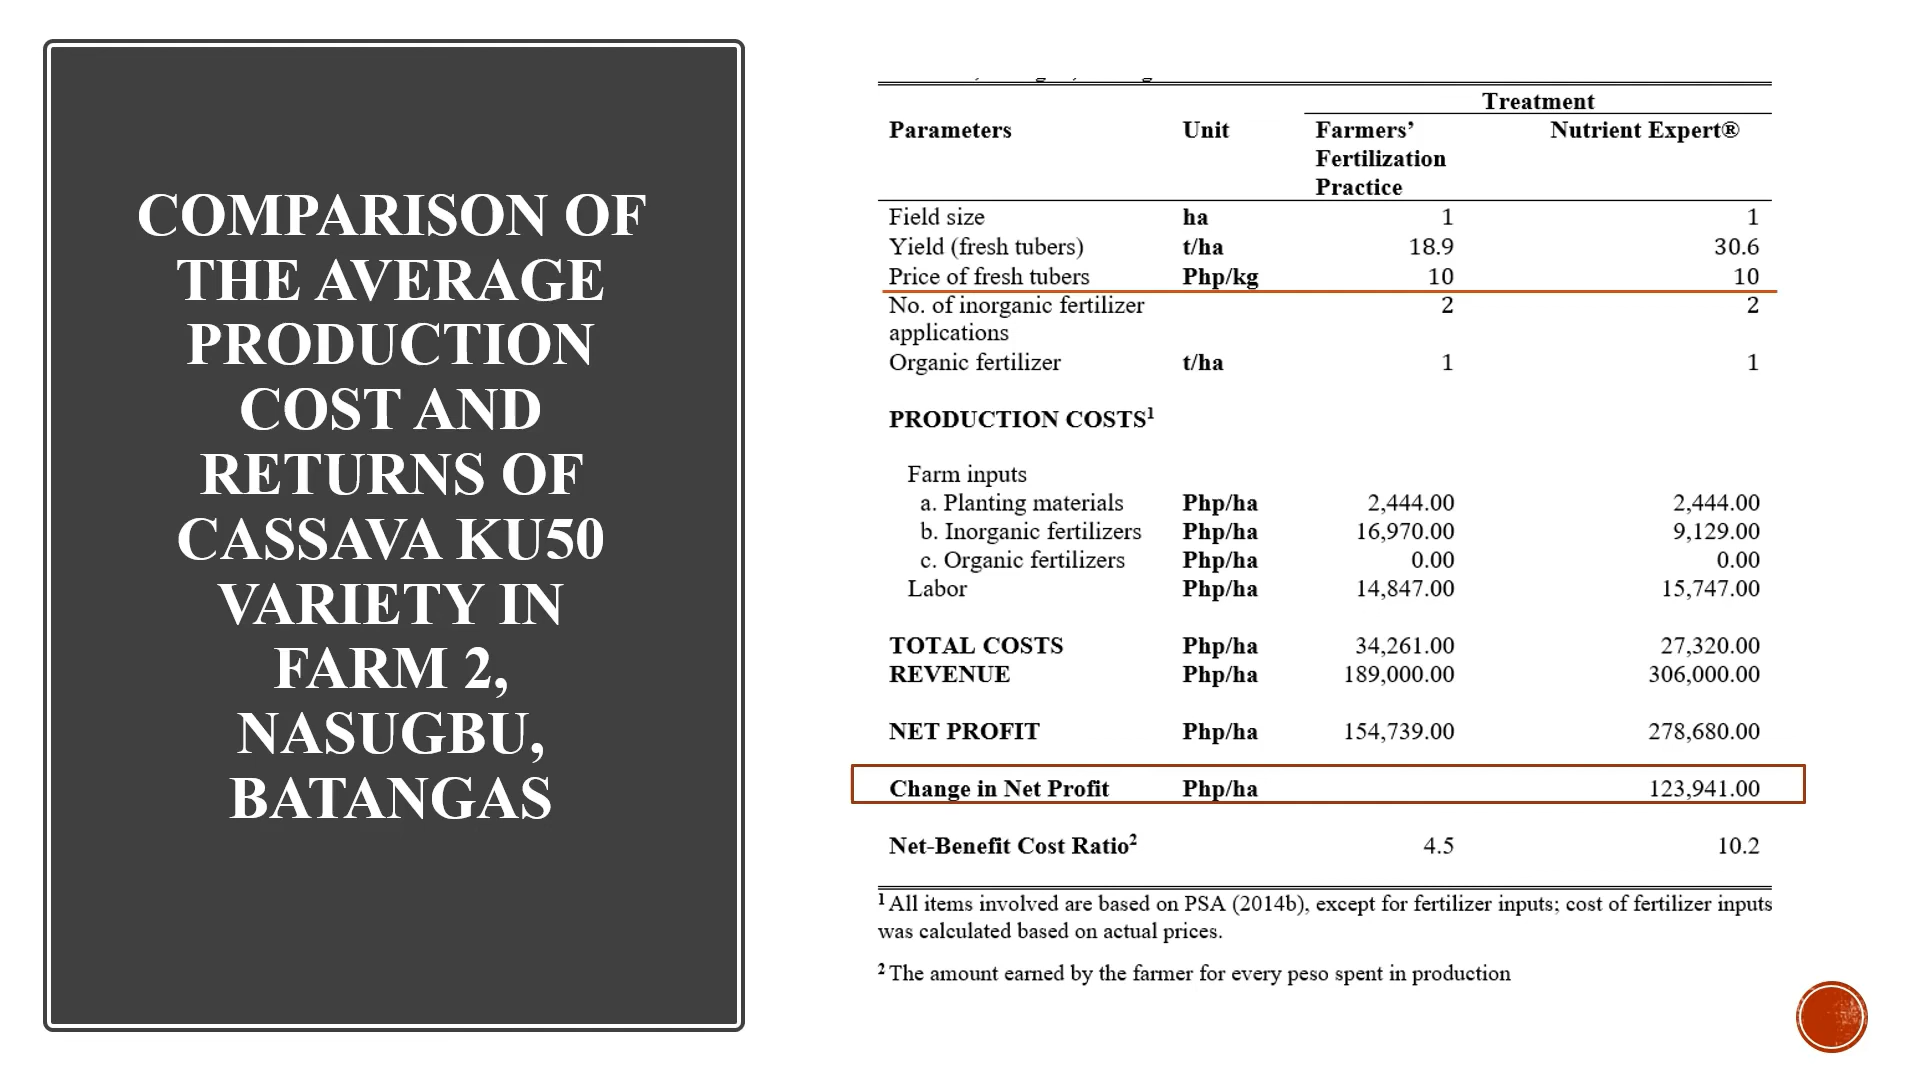 COMPARISON OF
THE AVERAGE
PRODUCTION
COST AND
RETURNS OF
CASSAVA KU50
VARIETY IN
FARM 2,
NASUGBU,
BATANGAS
Treatment
Parameters Unit Farmers’ Fertilization Practice Nutrient Expert®
Field size ha 1 1
Yield (fresh tubers) t/ha 18.9 30.6
Price of fresh tubers Php/kg 10 10
No. of inorganic fertilizer 2 2
applications
Organic fertilizer t/ha 1 1
PRODUCTION COSTS¹
Farm inputs
a. Planting materials Php/ha 2,444.00 2,444.00
b. Inorganic fertilizers Php/ha 16,970.00 9,129.00
c. Organic fertilizers Php/ha 0.00 0.00
Labor Php/ha 14,847.00 15,747.00
TOTAL COSTS Php/ha 34,261.00 27,320.00
REVENUE Php/ha 189,000.00 306,000.00
NET PROFIT Php/ha 154,739.00 278,680.00
Change in Net Profit Php/ha 123,941.00
Net-Benefit Cost Ratio² 4.5 10.2
¹ All items involved are based on PSA (2014b), except for fertilizer inputs; cost of fertilizer inputs
was calculated based on actual prices.
² The amount earned by the farmer for every peso spent in production